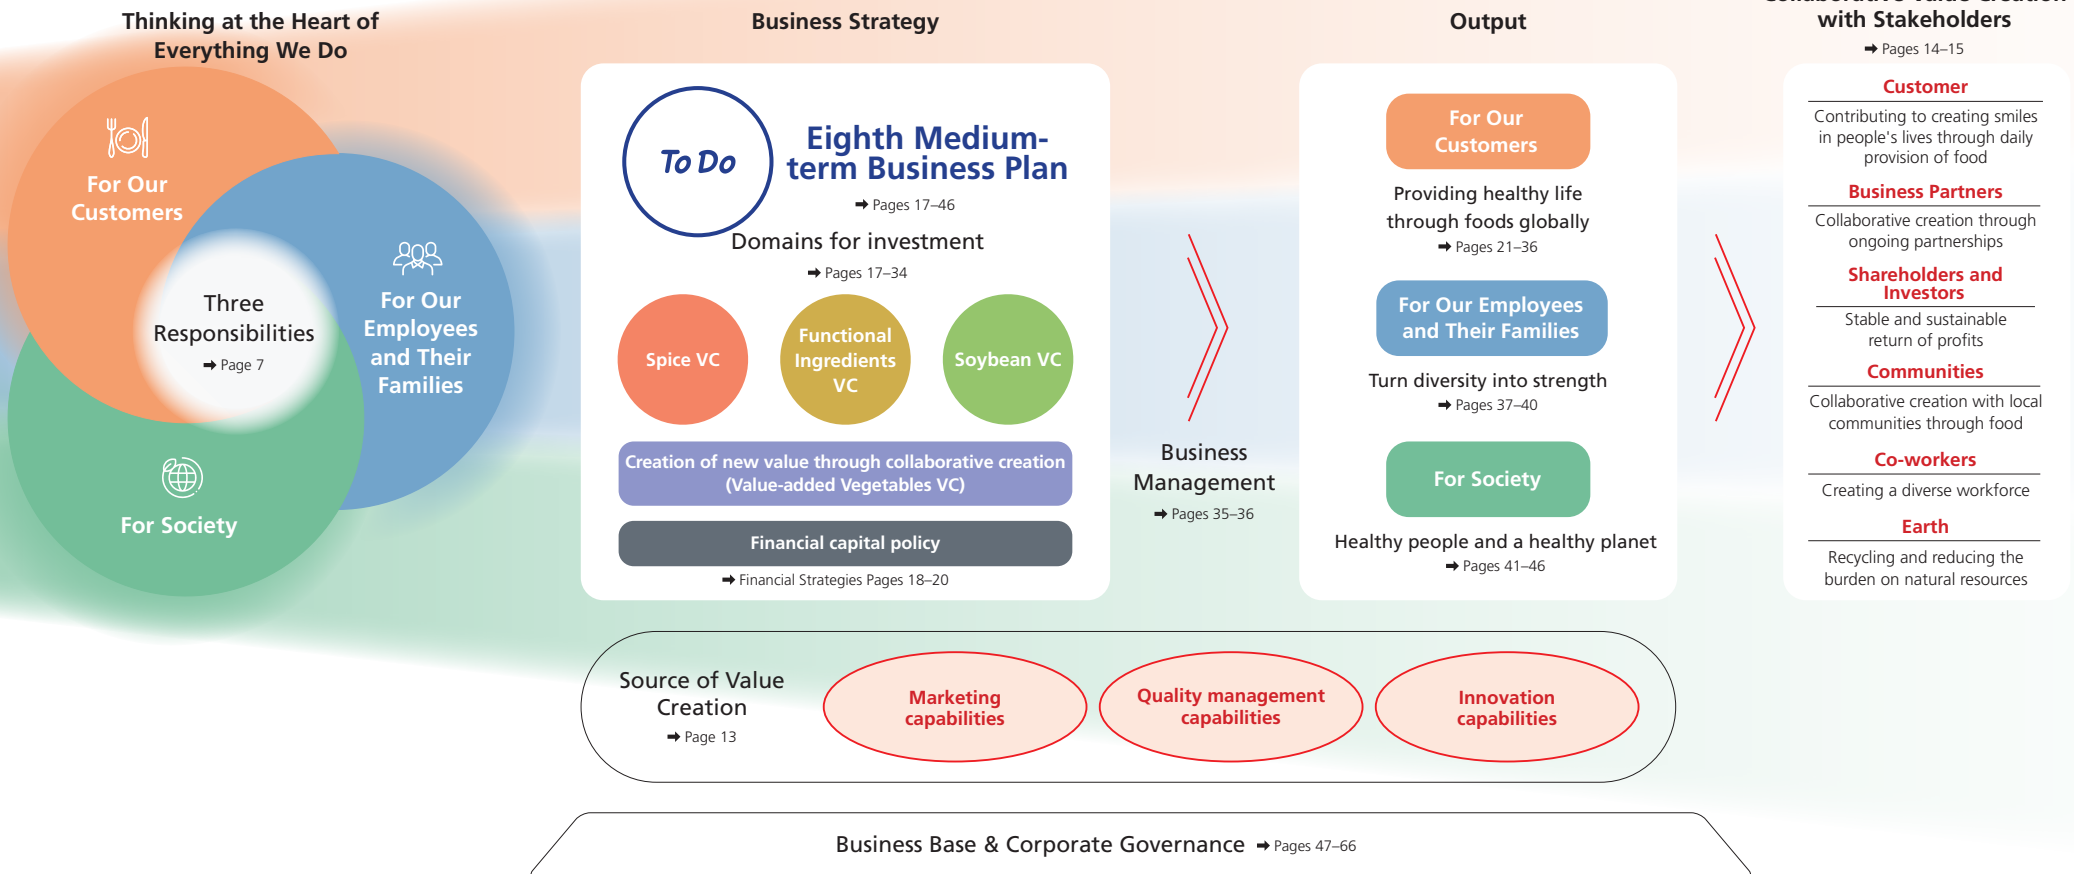 Thinking at the Heart of
Everything We Do
For Our
Customers
For Our
Employees
and Their
Families
Three
Responsibilities
➡ Page 7
For Society
Business Strategy
To Do
Eighth Medium-
term Business Plan
➡ Pages 17–46
Domains for investment
➡ Pages 17–34
Spice VC
Functional
Ingredients
VC
Soybean VC
Creation of new value through collaborative creation
(Value-added Vegetables VC)
Financial capital policy
➡ Financial Strategies Pages 18–20
Business
Management
➡ Pages 35–36
Output
For Our
Customers
Providing healthy life
through foods globally
➡ Pages 21–36
For Our Employees
and Their Families
Turn diversity into strength
➡ Pages 37–40
For Society
Healthy people and a healthy planet
➡ Pages 41–46
Collaborative Value Creation
with Stakeholders
➡ Pages 14–15
Customer
Contributing to creating smiles
in people's lives through daily
provision of food
Business Partners
Collaborative creation through
ongoing partnerships
Shareholders and
Investors
Stable and sustainable
return of profits
Communities
Collaborative creation with local
communities through food
Co-workers
Creating a diverse workforce
Earth
Recycling and reducing the
burden on natural resources
Source of Value
Creation
➡ Page 13
Marketing
capabilities
Quality management
capabilities
Innovation
capabilities
Business Base & Corporate Governance ➡ Pages 47–66